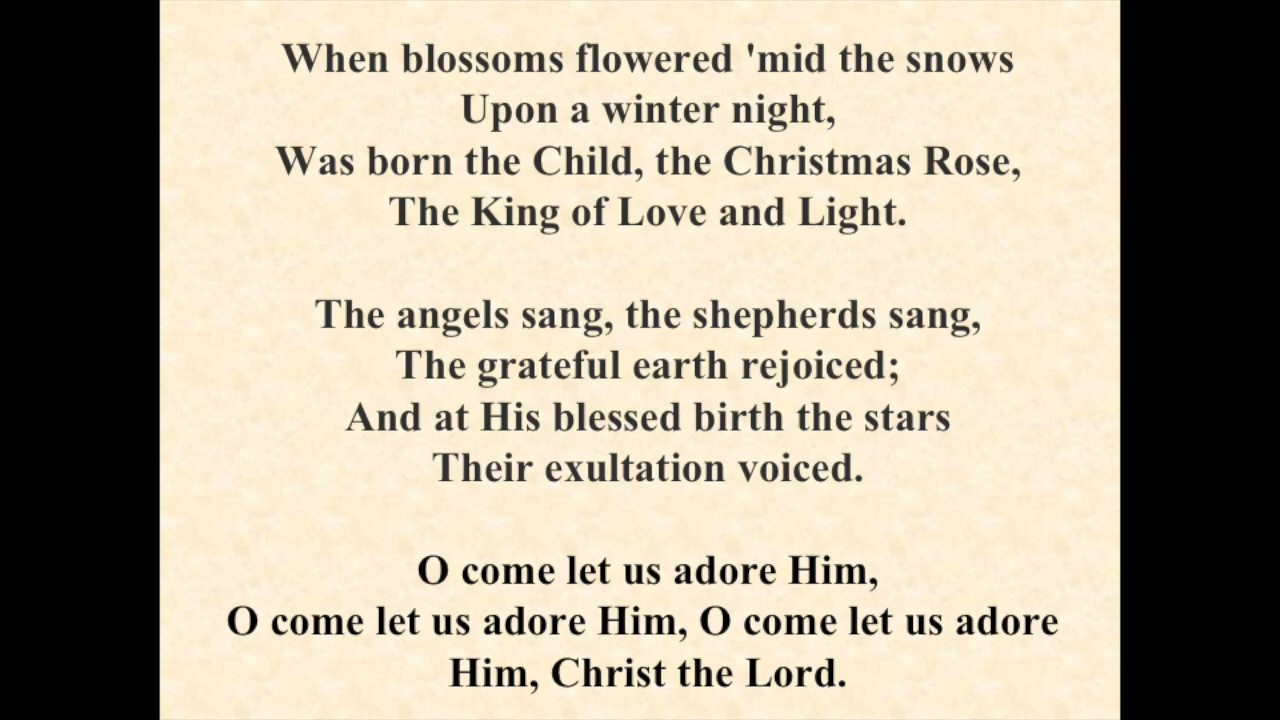 When blossoms flowered 'mid the snows
Upon a winter night,
Was born the Child, the Christmas Rose,
The King of Love and Light.
The angels sang, the shepherds sang,
The grateful earth rejoiced;
And at His blessed birth the stars
Their exultation voiced.
O come let us adore Him,
O come let us adore Him, O come let us adore
Him, Christ the Lord.